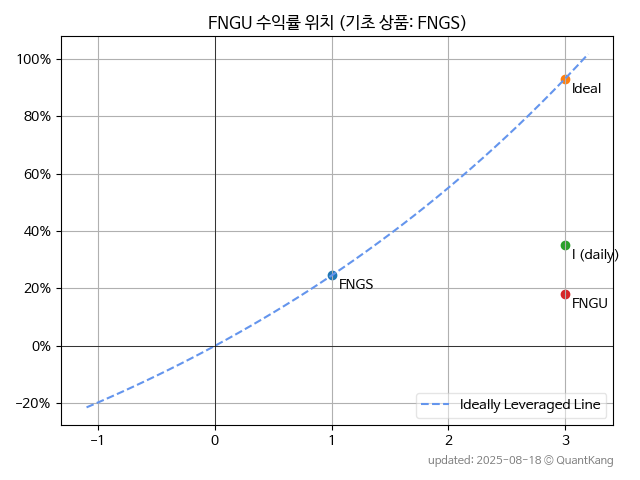 FNGU 수익률 위치 (기초 상품: FNGS)
100%
80%
60%
40%
20%
0%
−20%
Ideal
I (daily)
FNGS
FNGU
Ideally Leveraged Line
−1
0
1
2
3
updated: 2025-08-18 © QuantKang